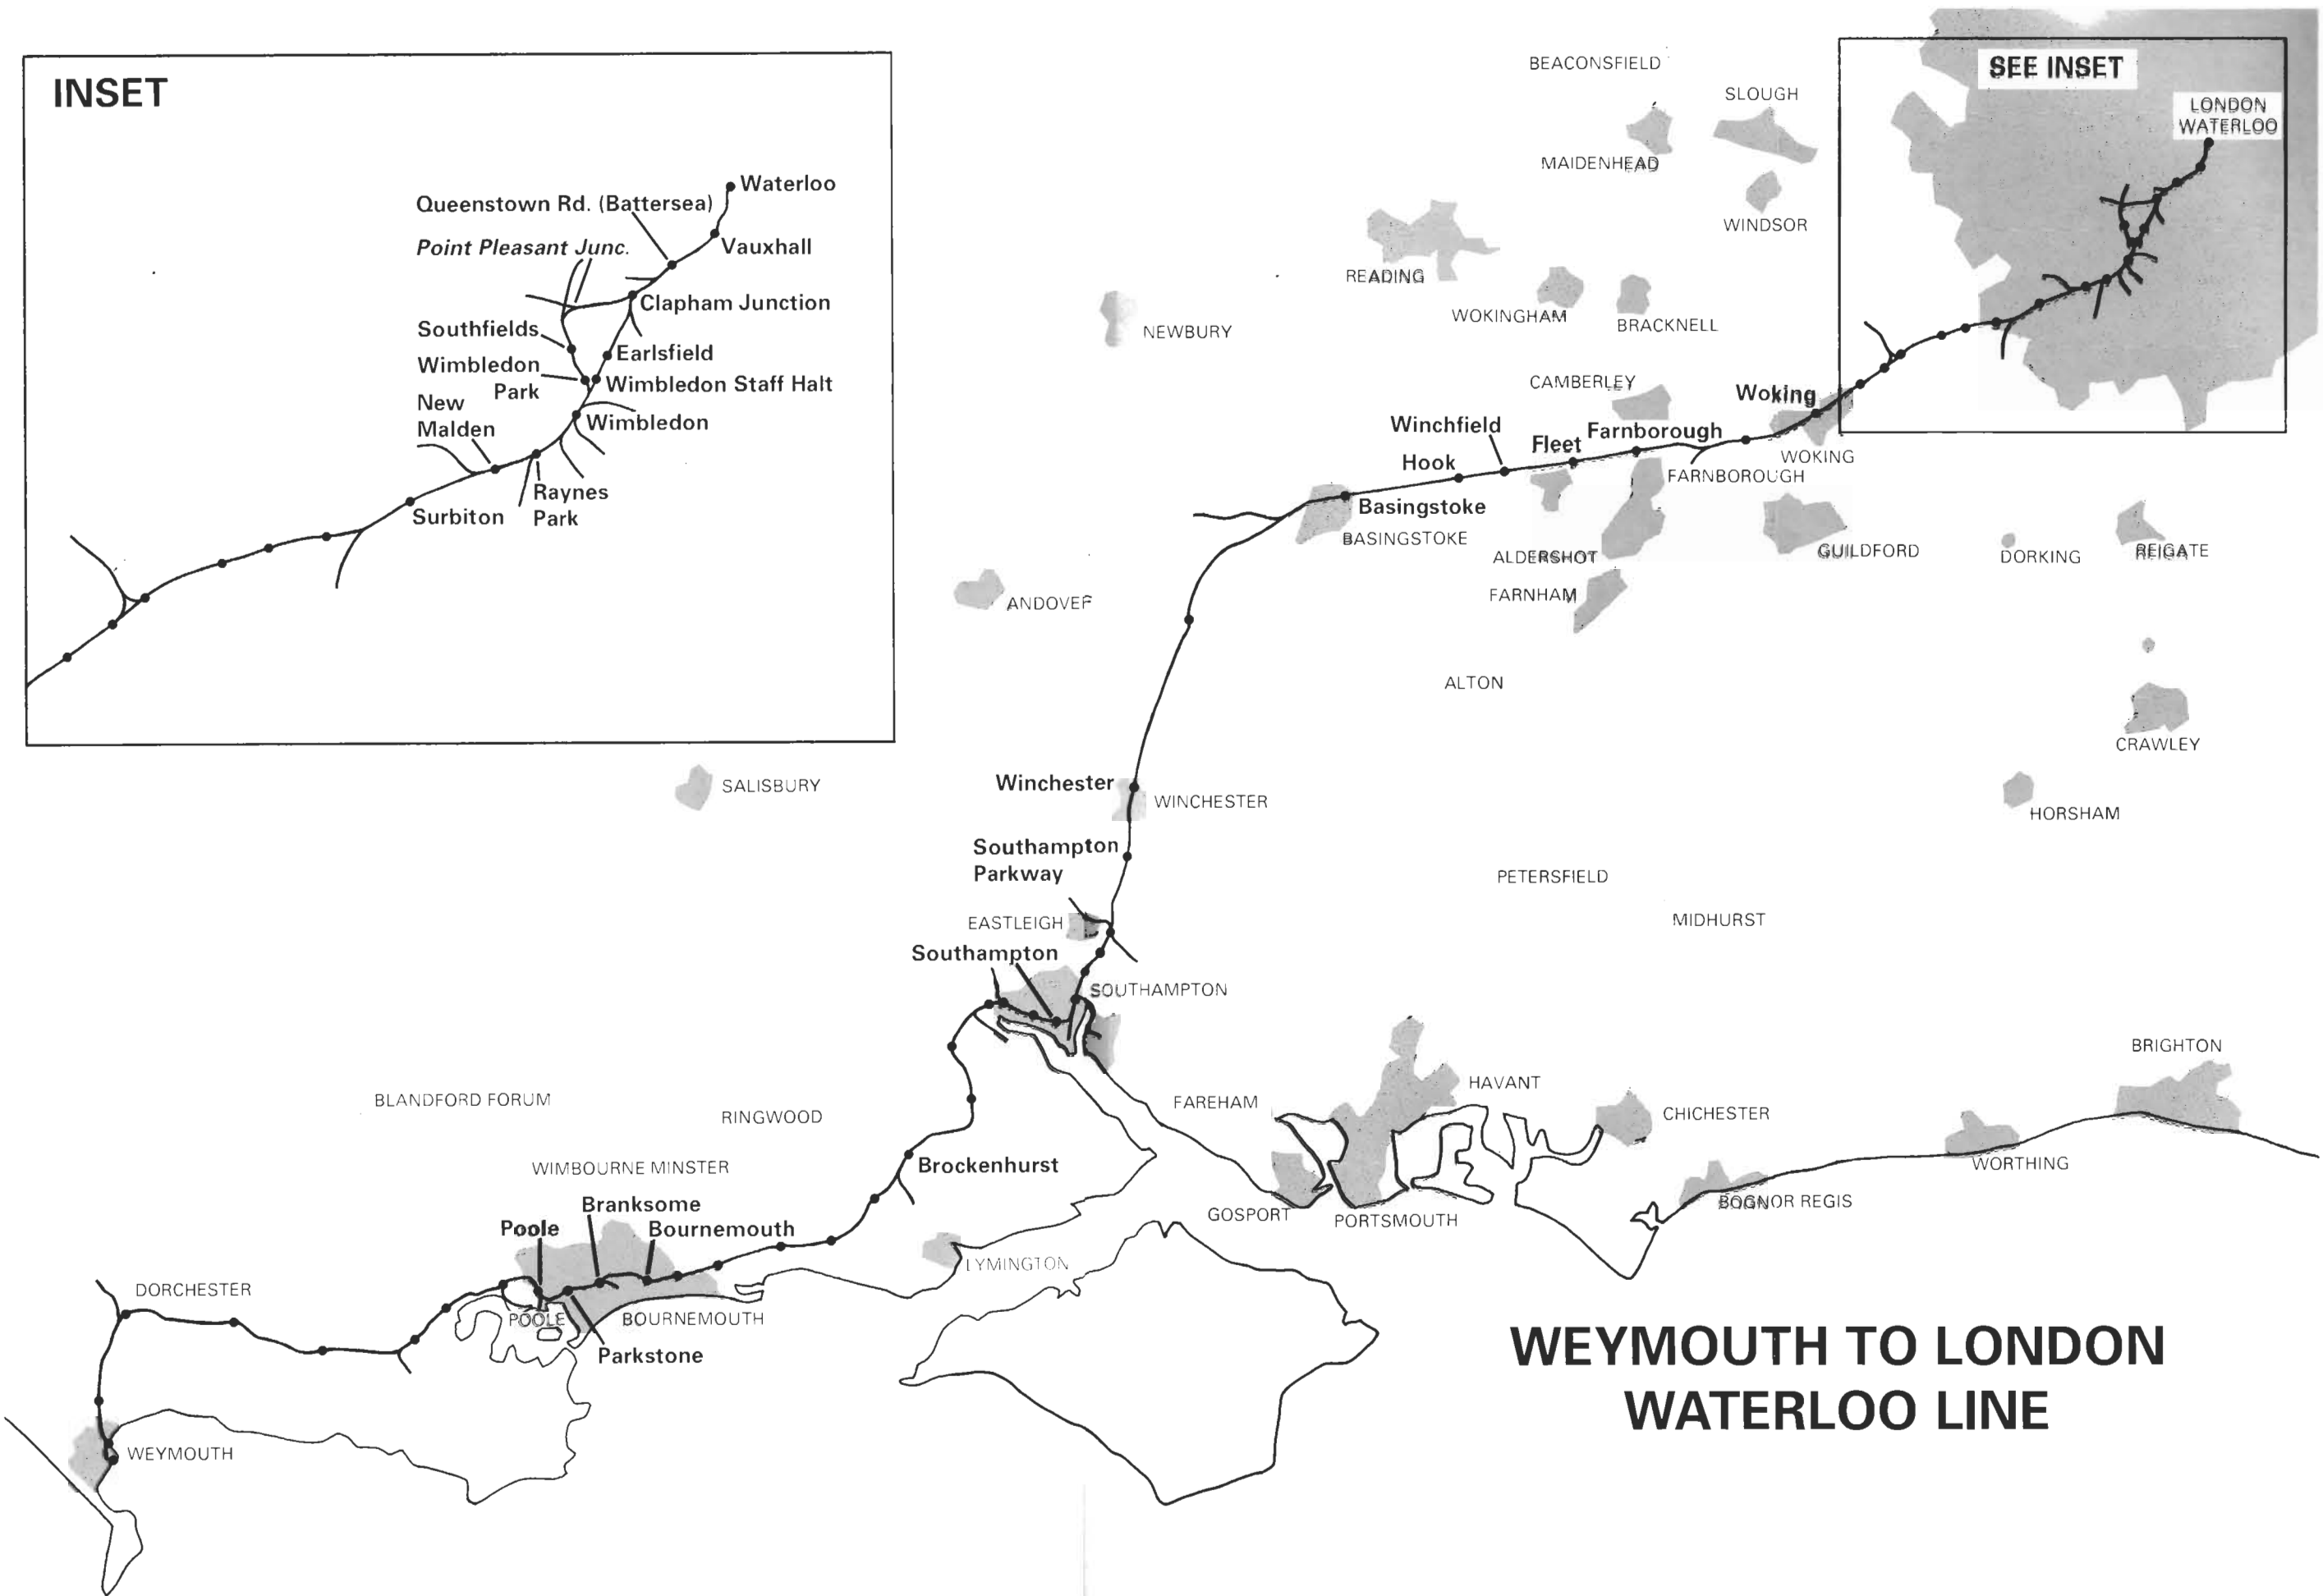 INSET
Waterloo
Queenstown Rd. (Battersea)
Point Pleasant Junc.
Vauxhall
Clapham Junction
Southfields
Earlsfield
Wimbledon
Park
Wimbledon Staff Halt
New
Malden
Wimbledon
Raynes
Park
Surbiton
SEE INSET
LONDON
WATERLOO
BEACONSFIELD
SLOUGH
MAIDENHEAD
WINDSOR
READING
WOKINGHAM
BRACKNELL
NEWBURY
CAMBERLEY
Woking
Winchfield
Fleet
Farnborough
Hook
WOKING
FARNBOROUGH
Basingstoke
BASINGSTOKE
ALDERSHOT
GUILDFORD
DORKING
REIGATE
FARNHAM
ANDOVER
ALTON
CRAWLEY
SALISBURY
Winchester
WINCHESTER
HORSHAM
Southampton
Parkway
PETERSFIELD
EASTLEIGH
MIDHURST
Southampton
SOUTHAMPTON
BRIGHTON
BLANDFORD FORUM
RINGWOOD
FAREHAM
HAVANT
CHICHESTER
WIMBOURNE MINSTER
Brockenhurst
WORTHING
Branksome
Poole
Bournemouth
GOSPORT
PORTSMOUTH
BOGNOR REGIS
LYMINGTON
DORCHESTER
POOLE
BOURNEMOUTH
Parkstone
WEYMOUTH
WEYMOUTH TO LONDON
WATERLOO LINE